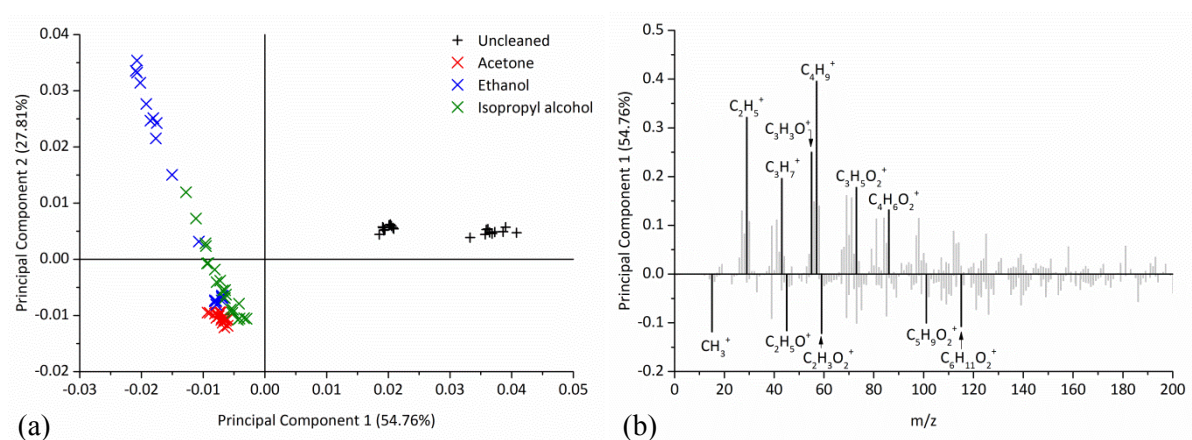 0.04
0.03
0.02
0.01
0.00
-0.01
-0.02
-0.03
-0.02
-0.01
0.00
0.01
0.02
0.03
0.04
0.05
Principal Component 2 (27.81%)
Principal Component 1 (54.76%)
Uncleaned
Acetone
Ethanol
Isopropyl alcohol
(a)
0.5
0.4
0.3
0.2
0.1
0.0
-0.1
-0.2
0
20
40
60
80
100
120
140
160
180
200
Principal Component 1 (54.76%)
m/z
C₄H₉⁺
C₂H₅⁺
C₃H₃O⁺
C₃H₇⁺
C₃H₅O₂⁺
C₄H₆O₂⁺
CH₃⁺
C₂H₅O⁺
C₂H₃O₂⁺
C₅H₉O₂⁺
C₆H₁₁O₂⁺
(b)